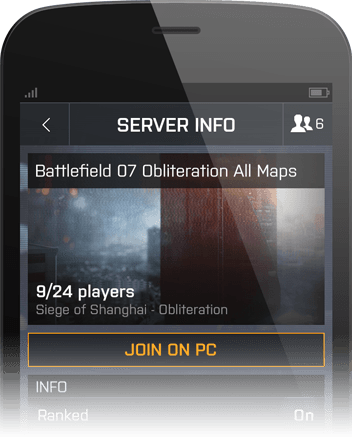 SERVER INFO
6
Battlefield 07 Obliteration All Maps
9/24 players
Siege of Shanghai - Obliteration
JOIN ON PC
INFO
Ranked On